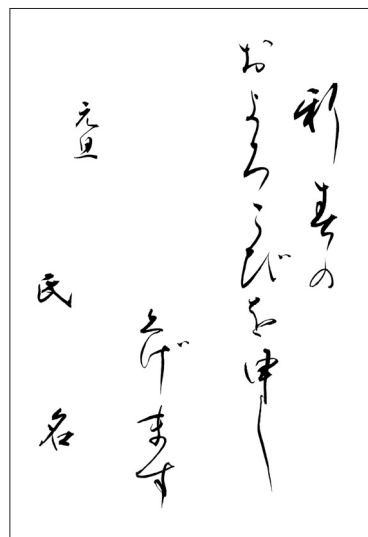 新春の
およろこびを申し
上げます
元旦
氏名